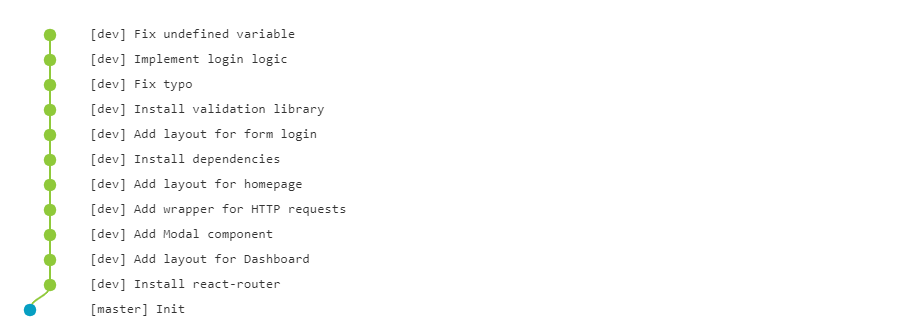 [dev] Fix undefined variable
[dev] Implement login logic
[dev] Fix typo
[dev] Install validation library
[dev] Add layout for form login
[dev] Install dependencies
[dev] Add layout for homepage
[dev] Add wrapper for HTTP requests
[dev] Add Modal component
[dev] Add layout for Dashboard
[dev] Install react-router
[master] Init